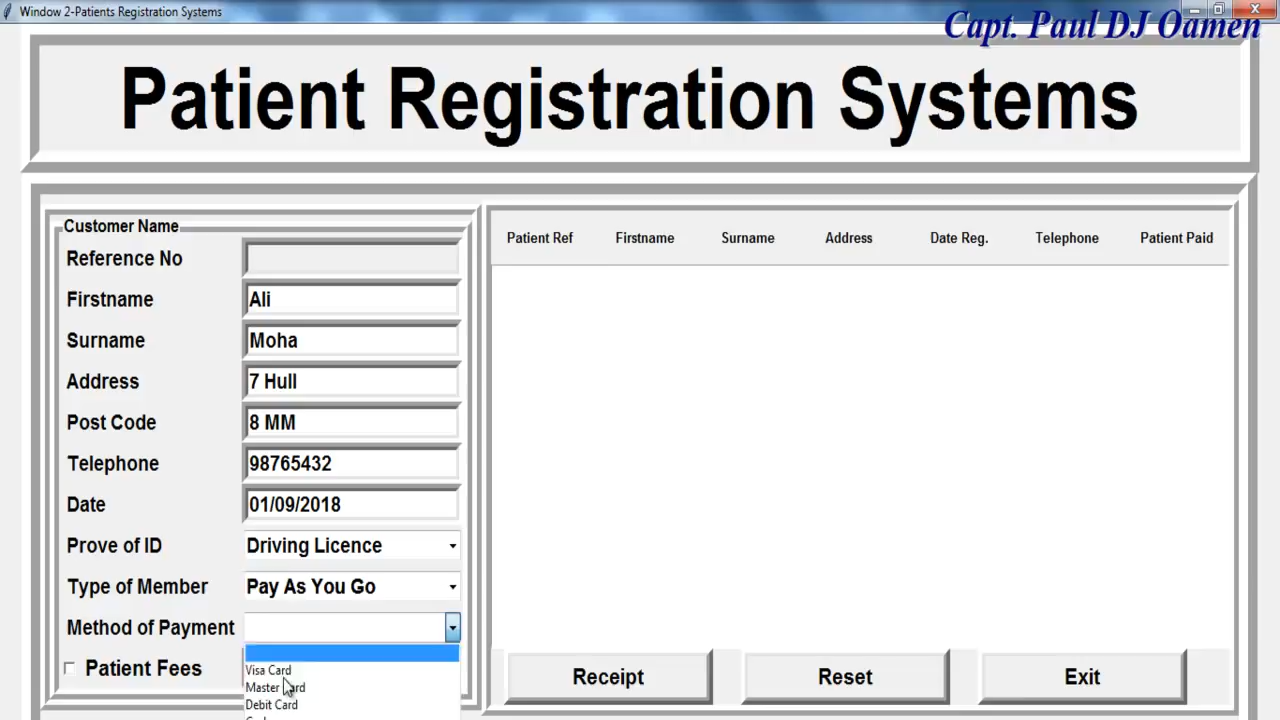 Window 2-Patients Registration Systems
Capt. Paul DJ Oamen
Patient Registration Systems
Customer Name
Reference No
Firstname Ali
Surname Moha
Address 7 Hull
Post Code 8 MM
Telephone 98765432
Date 01/09/2018
Prove of ID Driving Licence
Type of Member Pay As You Go
Method of Payment
Patient Fees
Visa Card
Master Card
Debit Card
Patient Ref Firstname Surname Address Date Reg. Telephone Patient Paid
Receipt Reset Exit